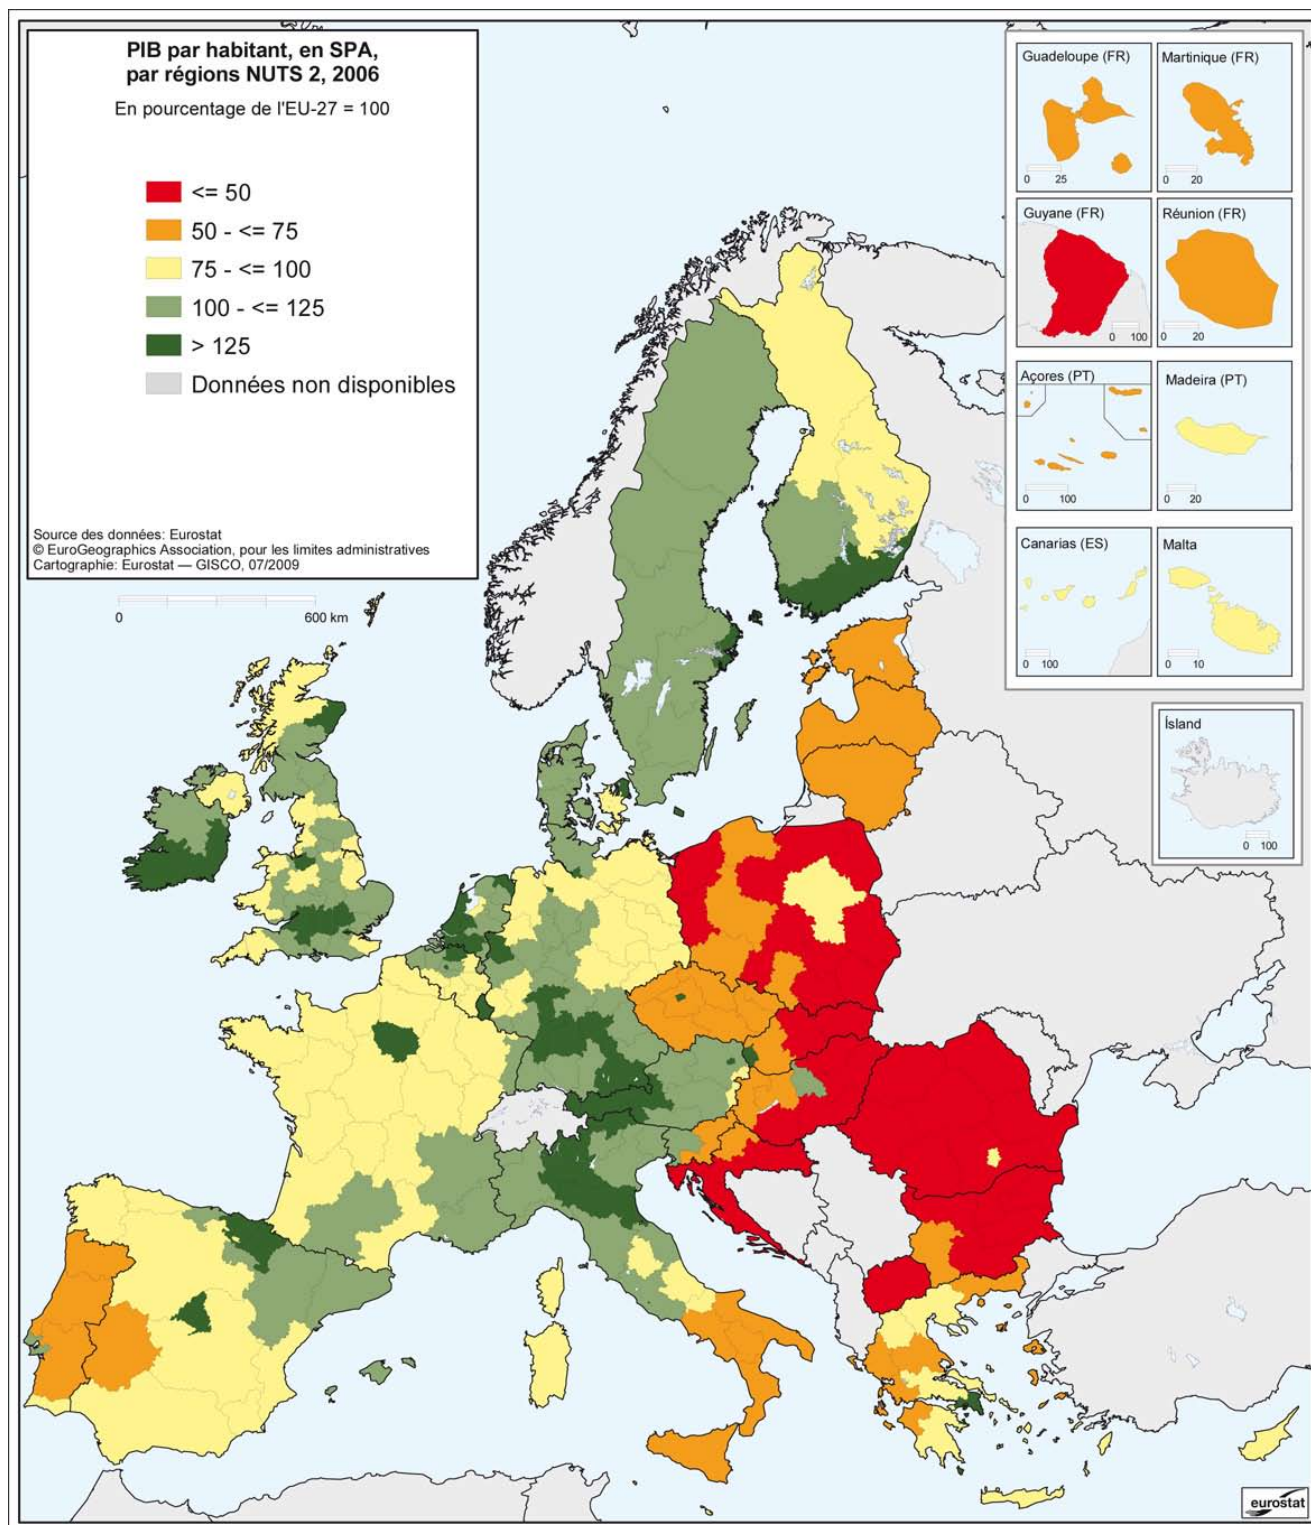 PIB par habitant, en SPA,
par régions NUTS 2, 2006
En pourcentage de l'EU-27 = 100
<= 50
50 - <= 75
75 - <= 100
100 - <= 125
> 125
Données non disponibles
Source des données: Eurostat
© EuroGeographics Association, pour les limites administratives
Cartographie: Eurostat — GISCO, 07/2009
0 600 km
Guadeloupe (FR)
0 25
Martinique (FR)
0 20
Guyane (FR)
0 100
Réunion (FR)
0 20
Açores (PT)
0 100
Madeira (PT)
0 20
Canarias (ES)
0 100
Malta
0 10
Ísland
0 100
eurostat